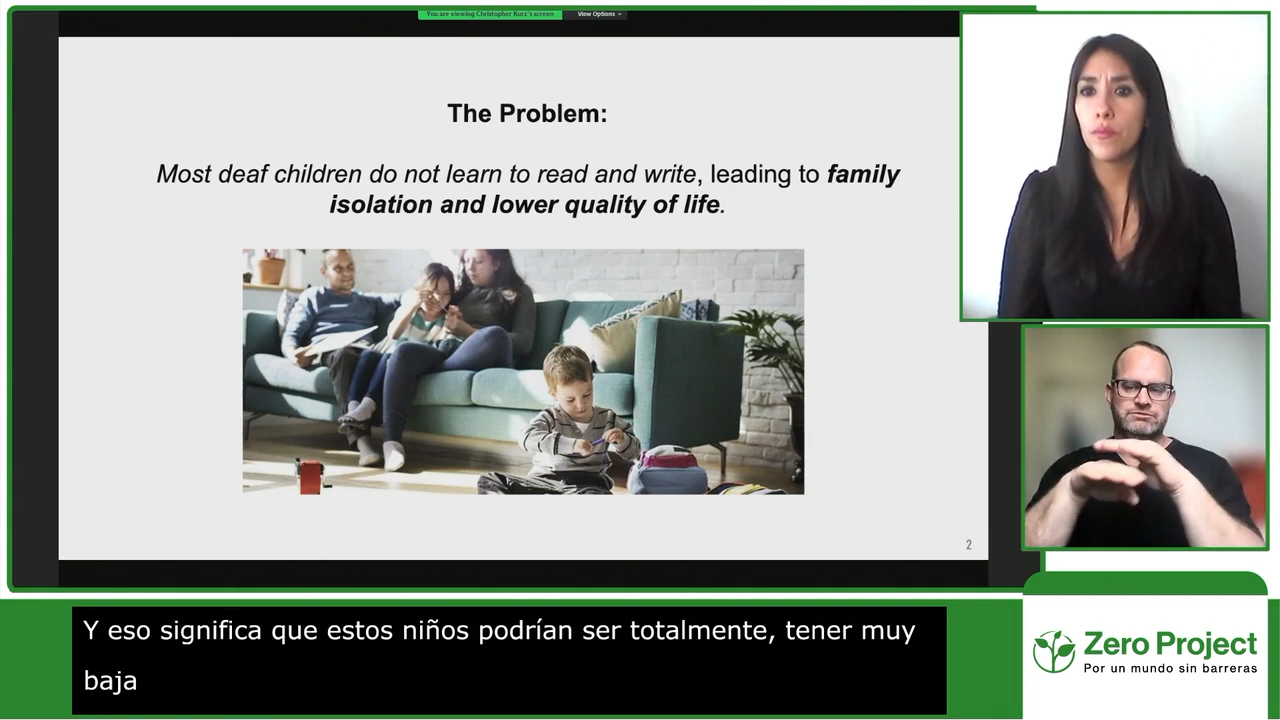 You are viewing Christopher Kurz's screen
View Options
The Problem:
Most deaf children do not learn to read and write, leading to family
isolation and lower quality of life.
2
Y eso significa que estos niños podrían ser totalmente, tener muy
baja
Zero Project
Por un mundo sin barreras